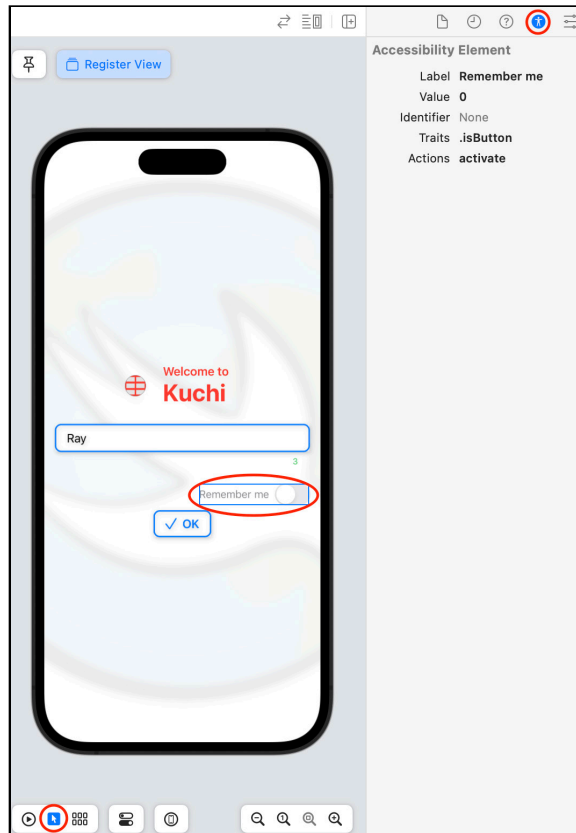 Register View
Accessibility Element
Label Remember me
Value 0
Identifier None
Traits .isButton
Actions activate
Welcome to
Kuchi
Ray
3
Remember me
OK